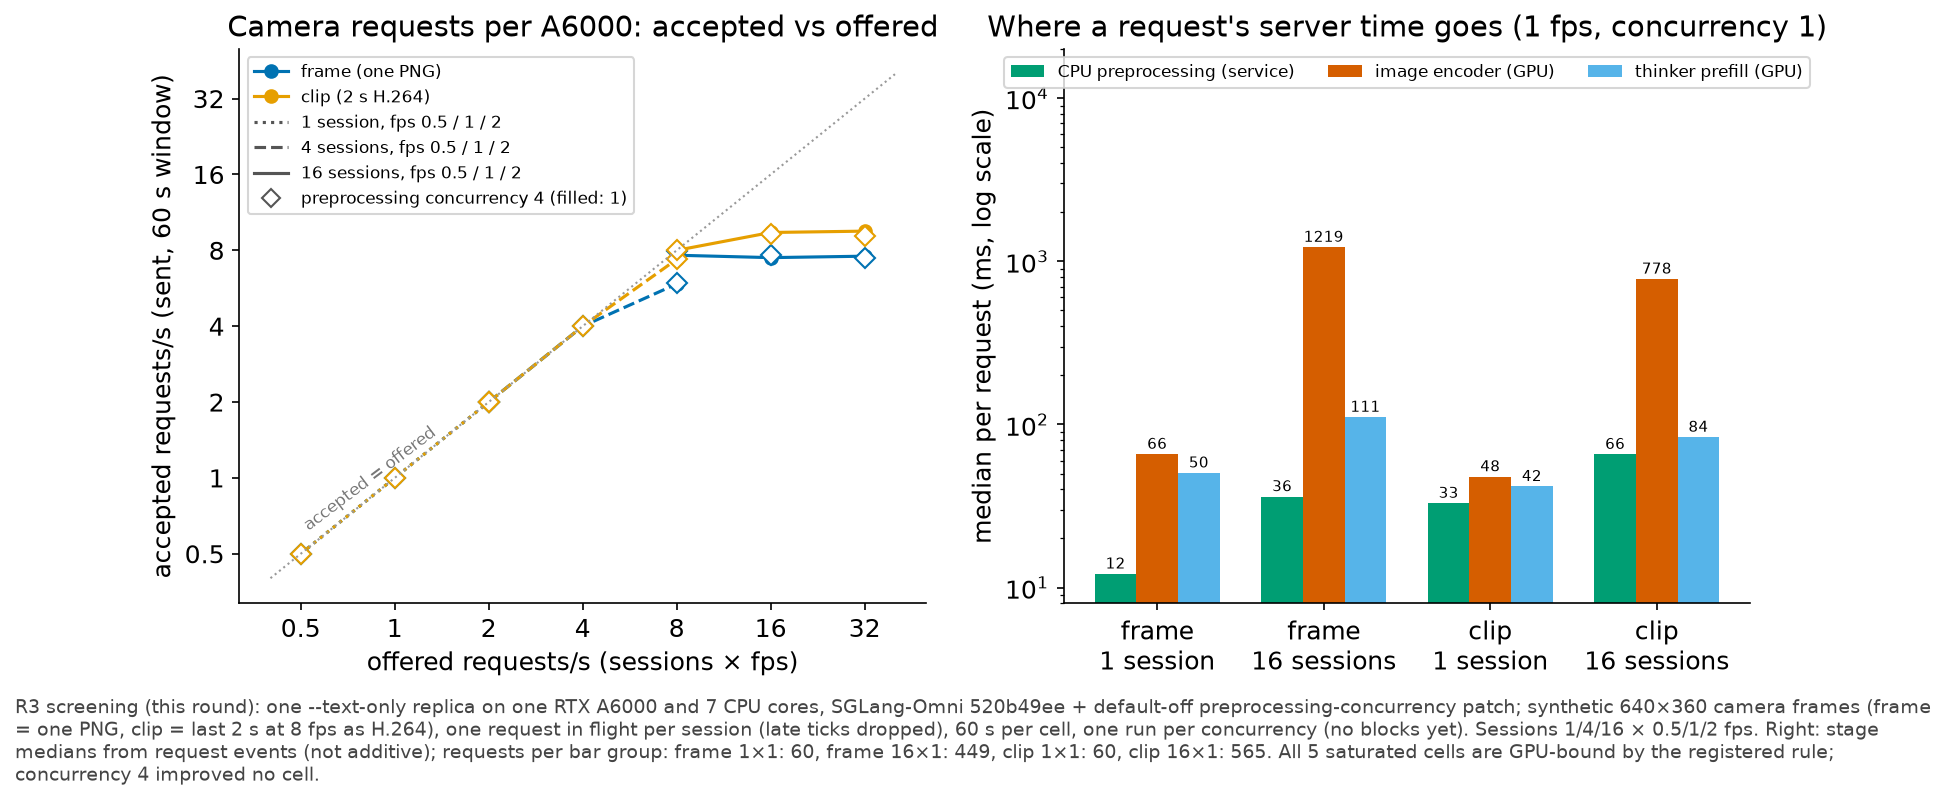 Camera requests per A6000: accepted vs offered
accepted requests/s (sent, 60 s window)
32
16
8
4
2
1
0.5
frame (one PNG)
clip (2 s H.264)
1 session, fps 0.5 / 1 / 2
4 sessions, fps 0.5 / 1 / 2
16 sessions, fps 0.5 / 1 / 2
preprocessing concurrency 4 (filled: 1)
accepted = offered
0.5 1 2 4 8 16 32
offered requests/s (sessions × fps)
Where a request's server time goes (1 fps, concurrency 1)
median per request (ms, log scale)
CPU preprocessing (service) image encoder (GPU) thinker prefill (GPU)
10⁴
10³
10²
10¹
12 66 50
36 1219 111
33 48 42
66 778 84
frame
1 session
frame
16 sessions
clip
1 session
clip
16 sessions
R3 screening (this round): one --text-only replica on one RTX A6000 and 7 CPU cores, SGLang-Omni 520b49ee + default-off preprocessing-concurrency patch; synthetic 640×360 camera frames (frame
= one PNG, clip = last 2 s at 8 fps as H.264), one request in flight per session (late ticks dropped), 60 s per cell, one run per concurrency (no blocks yet). Sessions 1/4/16 × 0.5/1/2 fps. Right: stage
medians from request events (not additive); requests per bar group: frame 1×1: 60, frame 16×1: 449, clip 1×1: 60, clip 16×1: 565. All 5 saturated cells are GPU-bound by the registered rule;
concurrency 4 improved no cell.